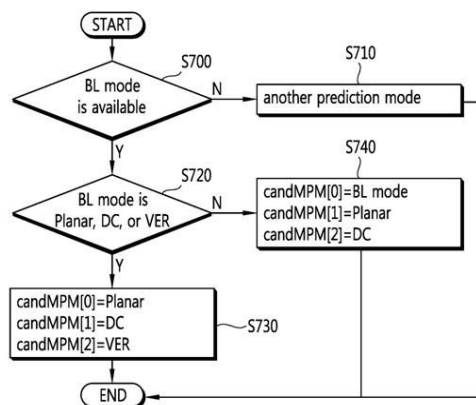 START
S700
BL mode
is available
N
S710
another prediction mode
Y
S720
BL mode is
Planar, DC, or VER
N
S740
candMPM[0]=BL mode
candMPM[1]=Planar
candMPM[2]=DC
Y
candMPM[0]=Planar
candMPM[1]=DC
candMPM[2]=VER
S730
END